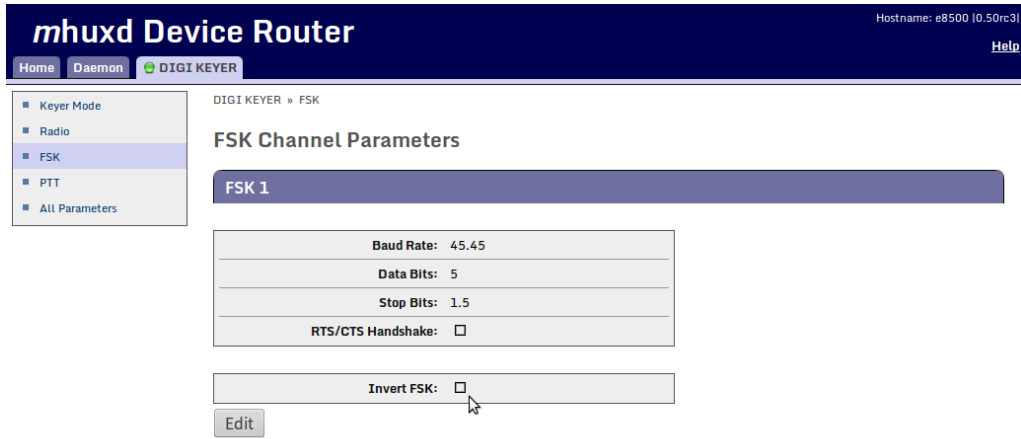 mhuxd Device Router
Hostname: e8500 |0.50rc3|
Help
Home Daemon DIGI KEYER
Keyer Mode
Radio
FSK
PTT
All Parameters
DIGI KEYER » FSK
FSK Channel Parameters
FSK 1
Baud Rate: 45.45
Data Bits: 5
Stop Bits: 1.5
RTS/CTS Handshake:
Invert FSK:
Edit